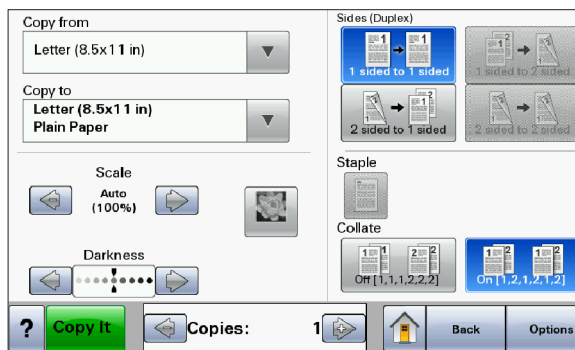 Copy from
Letter (8.5x11 in)
Copy to
Letter (8.5x11 in)
Plain Paper
Scale
Auto
(100%)
Darkness
Sides (Duplex)
1 sided to 1 sided
1 sided to 2 sided
2 sided to 1 sided
2 sided to 2 sided
Staple
Collate
Off [1,1,1,2,2,2]
On [1,2,1,2,1,2]
? Copy It Copies: 1 Back Options